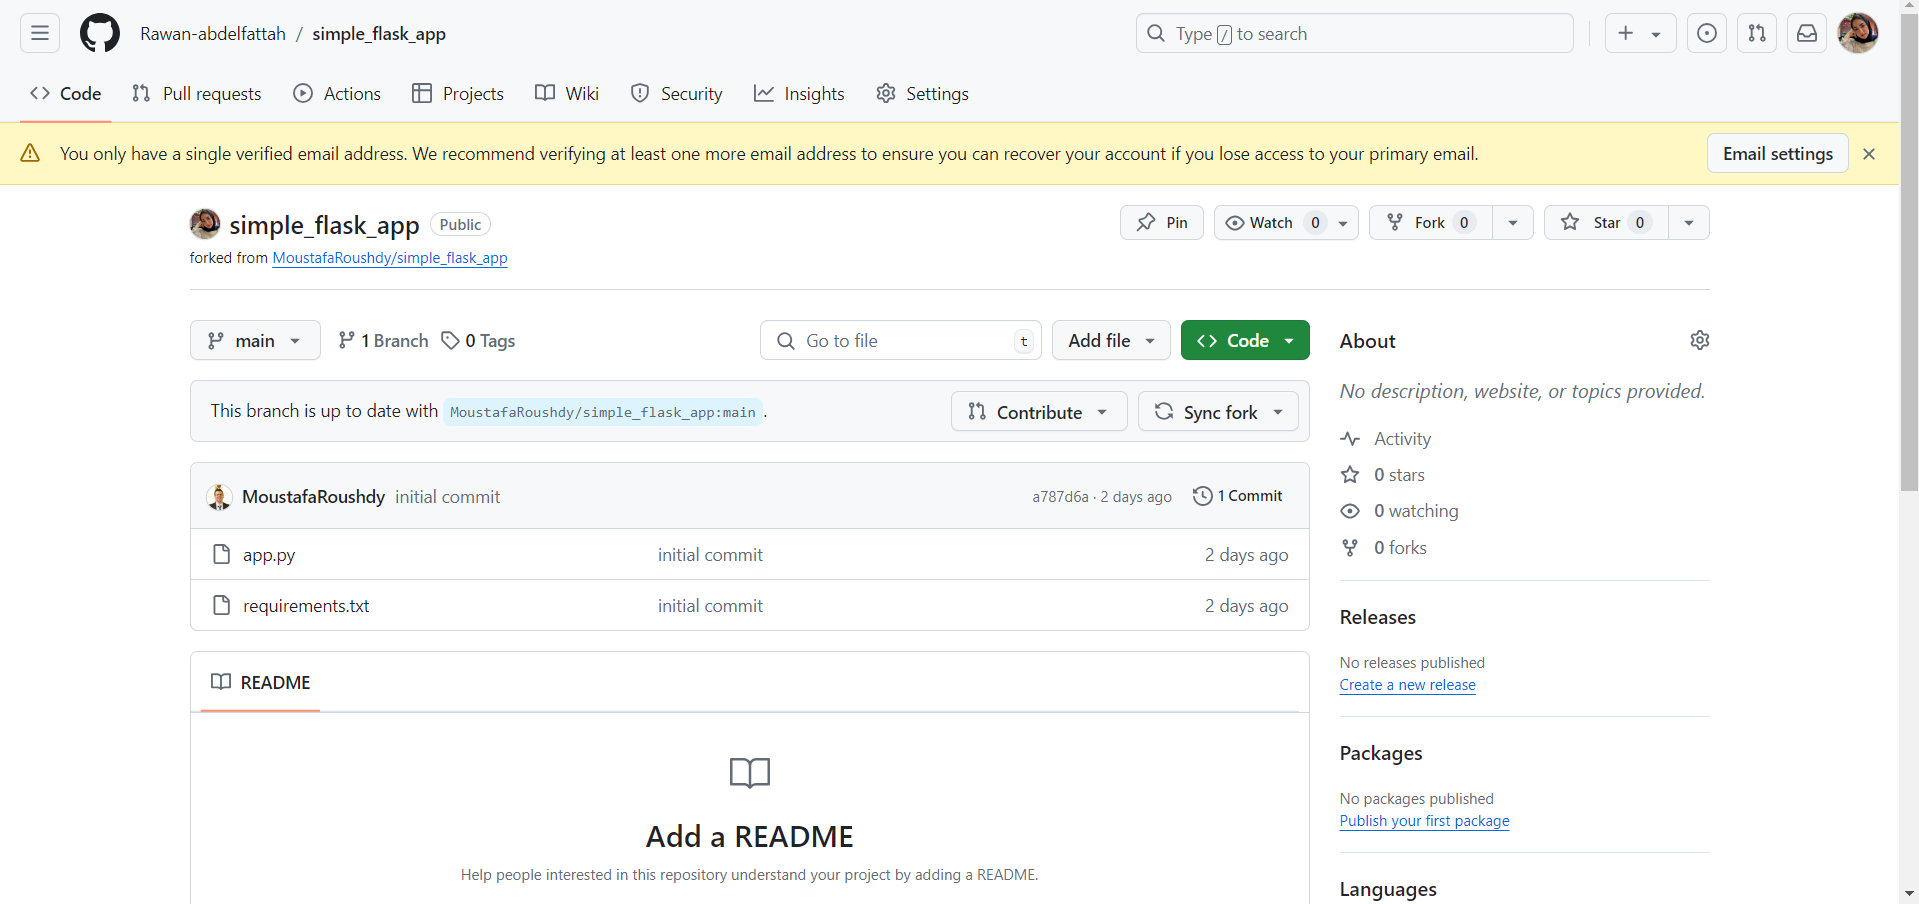 Rawan-abdelfattah / simple_flask_app
Type / to search
Code Pull requests Actions Projects Wiki Security Insights Settings
You only have a single verified email address. We recommend verifying at least one more email address to ensure you can recover your account if you lose access to your primary email.
Email settings
simple_flask_app Public
Pin Watch 0 Fork 0 Star 0
forked from MoustafaRoushdy/simple_flask_app
main 1 Branch 0 Tags
Go to file t
Add file
Code
This branch is up to date with MoustafaRoushdy/simple_flask_app:main .
Contribute Sync fork
MoustafaRoushdy initial commit a787d6a · 2 days ago 1 Commit
app.py initial commit 2 days ago
requirements.txt initial commit 2 days ago
README
Add a README
Help people interested in this repository understand your project by adding a README.
About
No description, website, or topics provided.
Activity
0 stars
0 watching
0 forks
Releases
No releases published
Create a new release
Packages
No packages published
Publish your first package
Languages